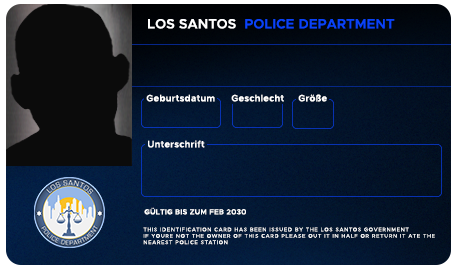 LOS SANTOS POLICE DEPARTMENT
Geburtsdatum Geschlecht Größe
Unterschrift
LOS SANTOS
POLICE DEPARTMENT
GÜLTIG BIS ZUM FEB 2030
THIS IDENTIFICATION CARD HAS BEEN ISSUED BY THE LOS SANTOS GOVERNMENT
IF YOURE NOT THE OWNER OF THIS CARD PLEASE OUT IT IN HALF OR RETURN IT ATE THE
NEAREST POLICE STATION